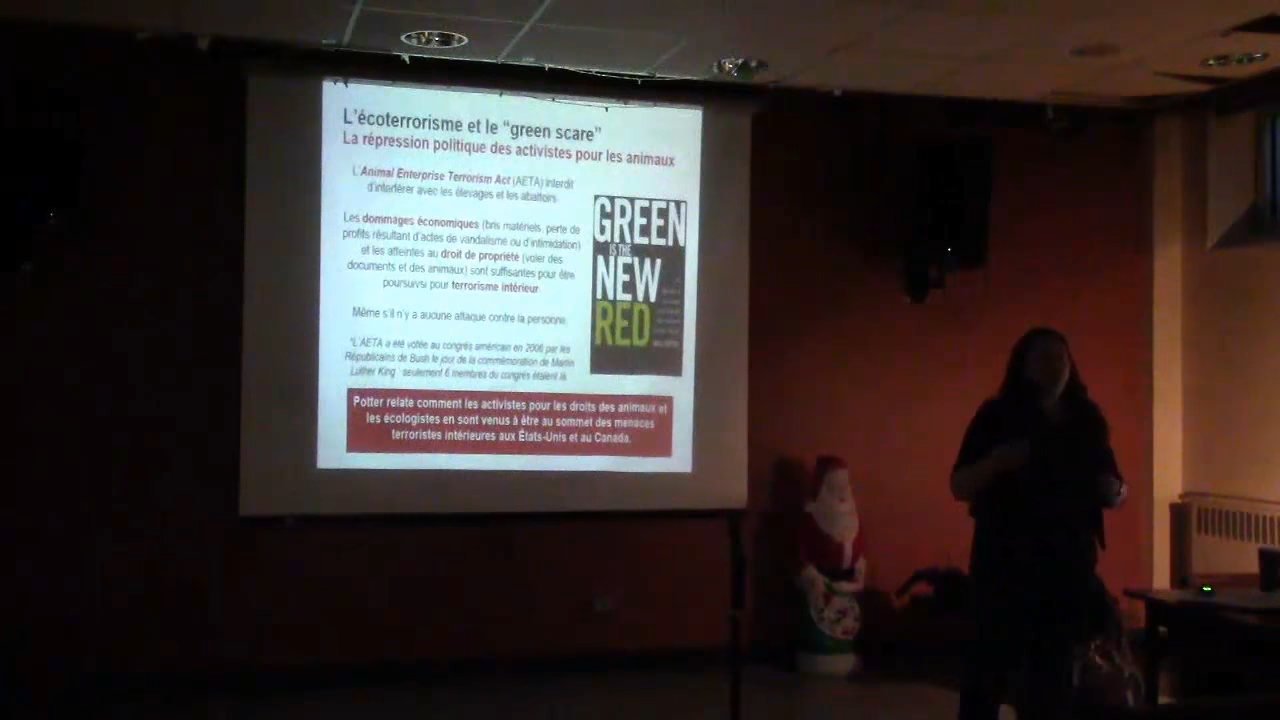 L'écoterrorisme et le "green scare"
La répression politique des activistes pour les animaux
L'Animal Enterprise Terrorism Act (AETA) interdit
d'interférer avec les élevages et les abattoirs.
Les dommages économiques (bris matériels, perte de
profits résultant d'actes de vandalisme ou d'intimidation)
et les atteintes au droit de propriété (voler des
documents et des animaux) sont suffisantes pour être
poursuivsi pour terrorisme intérieur.
Même s'il n'y a aucune attaque contre la personne.
*L'AETA a été votée au congrès américain en 2006 par les
Républicains de Bush le jour de la commémoration de Martin
Luther King : seulement 6 membres du congrès étaient là.
GREEN
IS THE
NEW
RED
Potter relate comment les activistes pour les droits des animaux et
les écologistes en sont venus à être au sommet des menaces
terroristes intérieures aux États-Unis et au Canada.